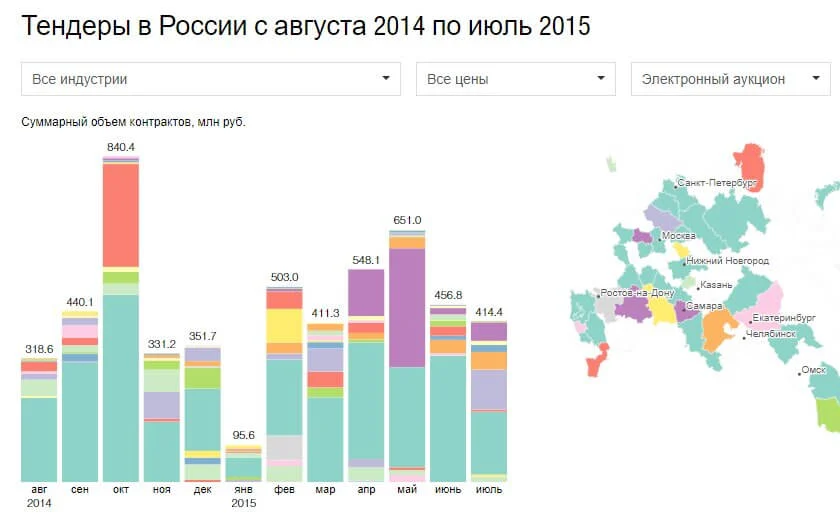 Тендеры в России с августа 2014 по июль 2015
Все индустрии
Все цены
Электронный аукцион
Суммарный объем контрактов, млн руб.
318.6
440.1
840.4
331.2
351.7
95.6
503.0
411.3
548.1
651.0
456.8
414.4
авг сен окт ноя дек янв фев мар апр май июнь июль
2014 2015
Санкт-Петербург
Москва
Нижний Новгород
Казань
Ростов-на-Дону
Самара
Екатеринбург
Челябинск
Омск